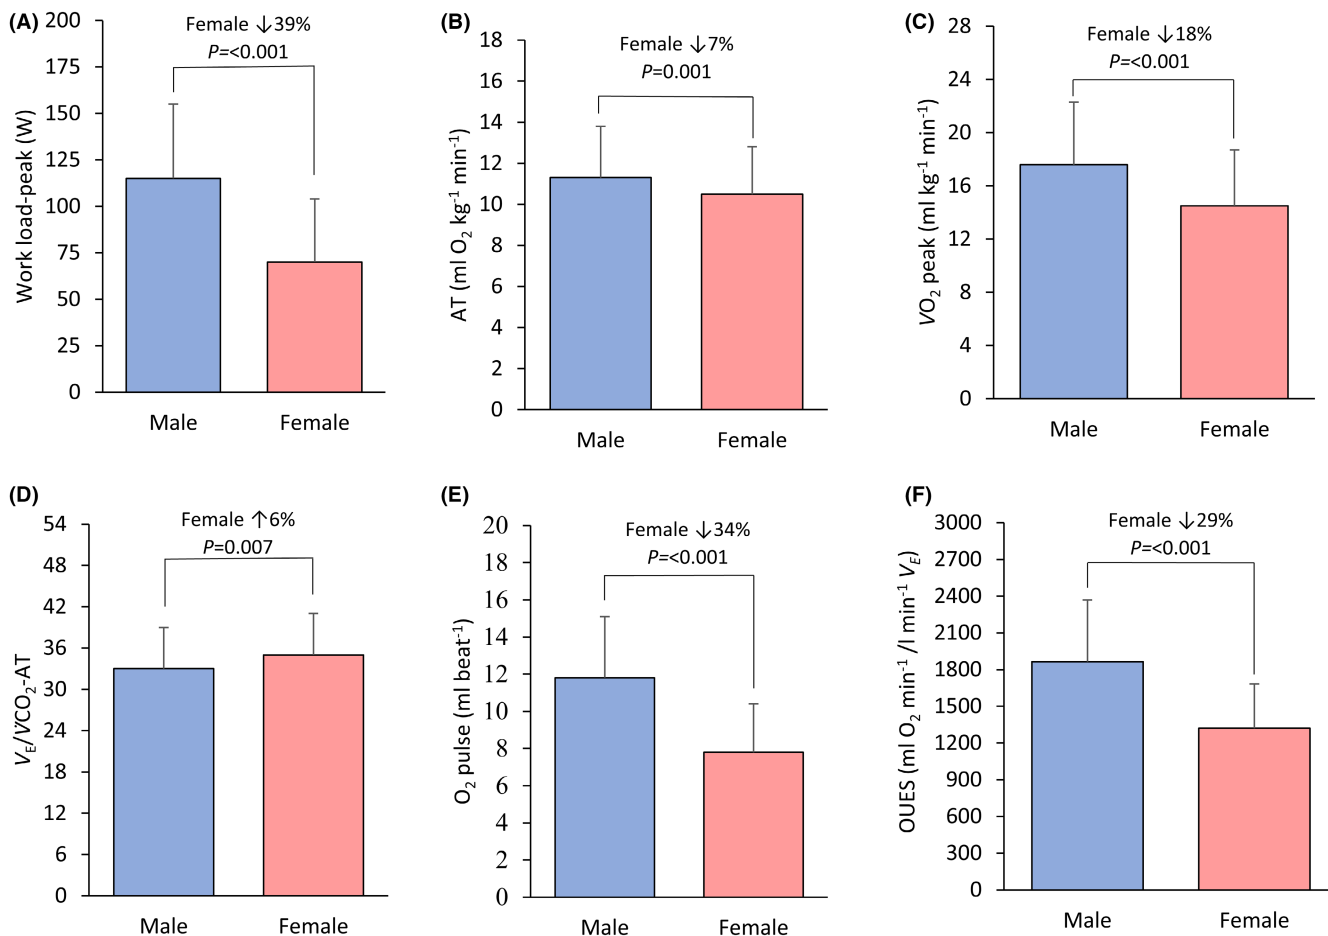 (A)
Female ↓39%
P=<0.001
Work load-peak (W)
200
175
150
125
100
75
50
25
0
Male Female
(B)
Female ↓7%
P=0.001
AT (ml O₂ kg⁻¹ min⁻¹)
18
16
14
12
10
8
6
4
2
0
Male Female
(C)
Female ↓18%
P=<0.001
VO₂ peak (ml kg⁻¹ min⁻¹)
28
24
20
16
12
8
4
0
Male Female
(D)
Female ↑6%
P=0.007
V_E/V̇CO₂-AT
54
48
42
36
30
24
18
12
6
0
Male Female
(E)
Female ↓34%
P=<0.001
O₂ pulse (ml beat⁻¹)
20
18
16
14
12
10
8
6
4
2
0
Male Female
(F)
Female ↓29%
P=<0.001
OUES (ml O₂ min⁻¹ /l min⁻¹ V_E)
3000
2700
2400
2100
1800
1500
1200
900
600
300
0
Male Female